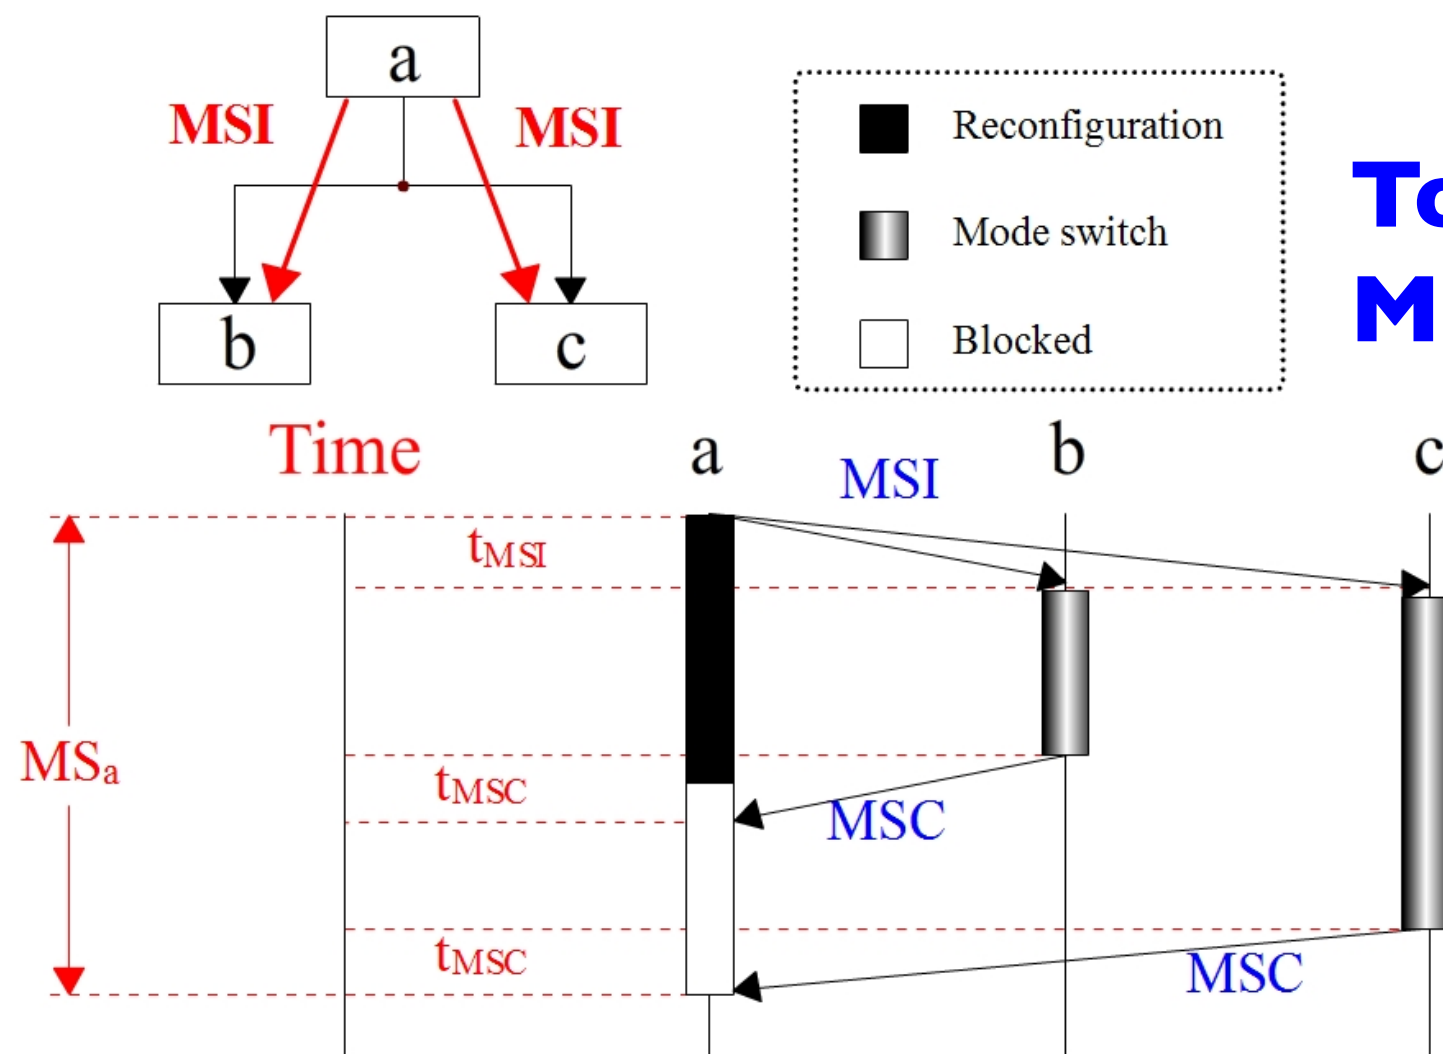 a
MSI
MSI
b
c
Reconfiguration
Mode switch
Blocked
Time
a
b
c
MSI
tMSI
MSa
tMSC
MSC
tMSC
MSC